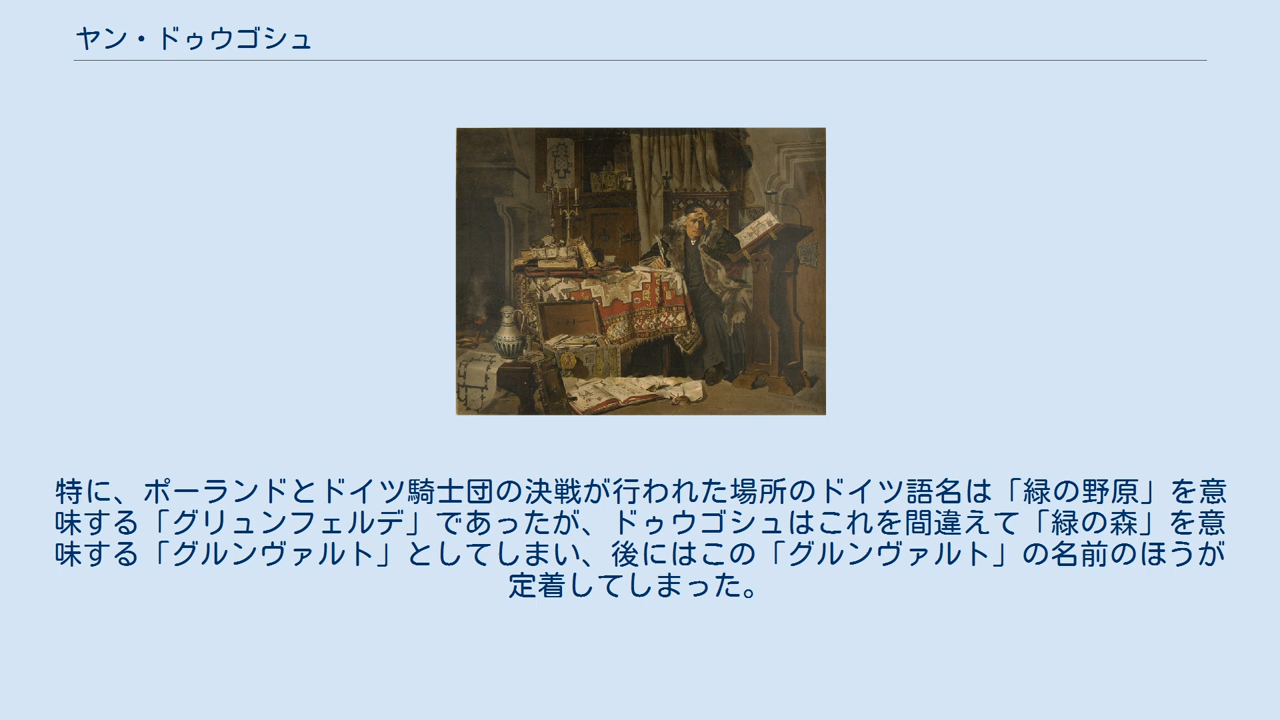 ヤン・ドゥウゴシュ
特に、ポーランドとドイツ騎士団の決戦が行われた場所のドイツ語名は「緑の野原」を意
味する「グリュンフェルデ」であったが、ドゥウゴシュはこれを間違えて「緑の森」を意
味する「グルンヴァルト」としてしまい、後にはこの「グルンヴァルト」の名前のほうが
定着してしまった。